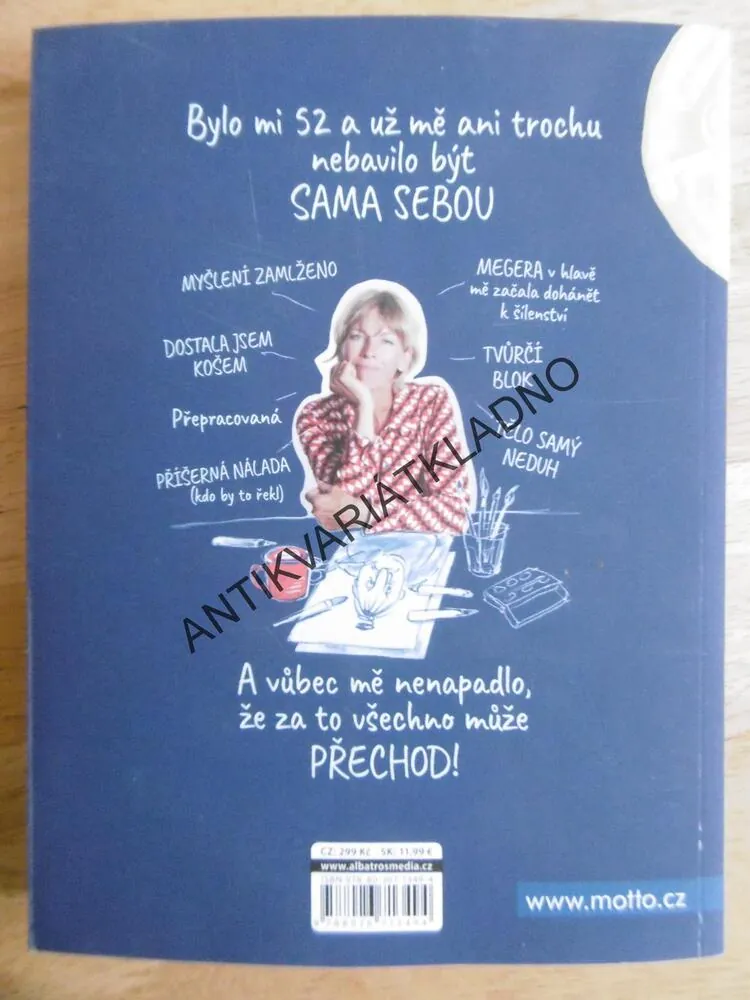 Bylo mi 52 a už mě ani trochu
nebavilo být
SAMA SEBOU
MYŠLENÍ ZAMLŽENO
MEGERA v hlavě
mě začala dohánět
k šílenství
DOSTALA JSEM
KOŠEM
TVŮRČÍ
BLOK
Přepracovaná
TĚLO SAMÝ
NEDUH
PŘÍŠERNÁ NÁLADA
(kdo by to řekl)
ANTIKVARIÁTKLADNO
A vůbec mě nenapadlo,
že za to všechno může
PŘECHOD!
CZ: 299 Kč SK: 11,99 €
www.albatrosmedia.cz
www.motto.cz